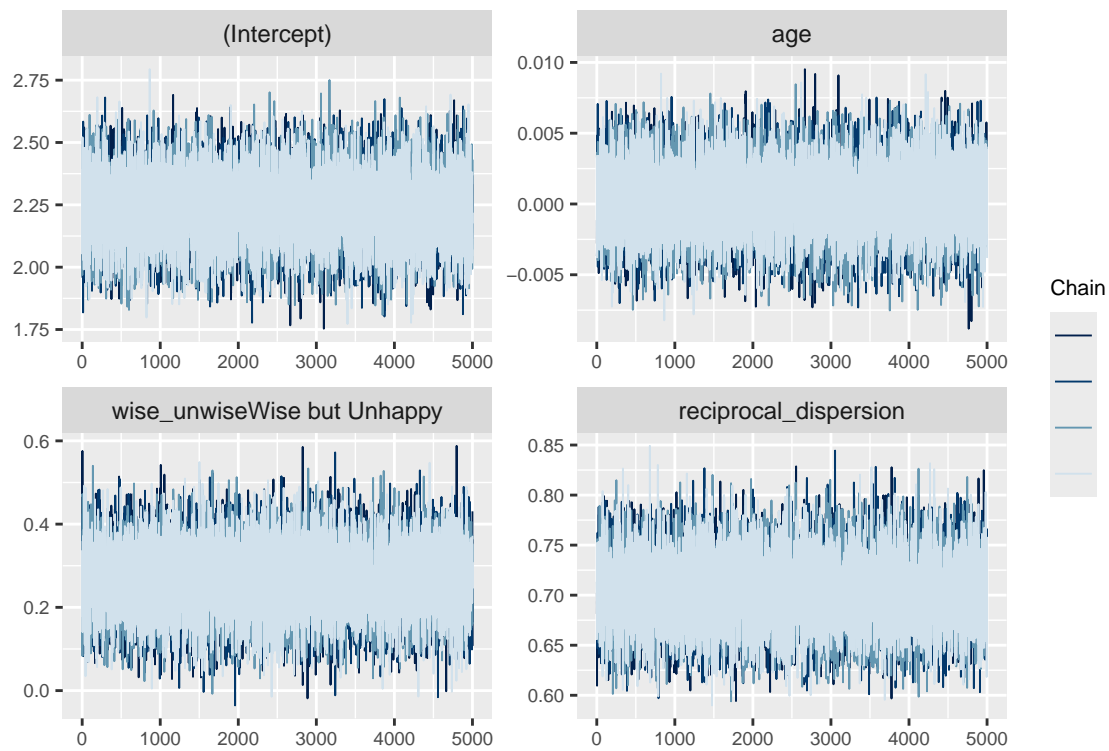 (Intercept)
age
2.75
2.50
2.25
2.00
1.75
0 1000 2000 3000 4000 5000
0.010
0.005
0.000
−0.005
0 1000 2000 3000 4000 5000
wise_unwiseWise but Unhappy
reciprocal_dispersion
0.6
0.4
0.2
0.0
0 1000 2000 3000 4000 5000
0.85
0.80
0.75
0.70
0.65
0.60
0 1000 2000 3000 4000 5000
Chain